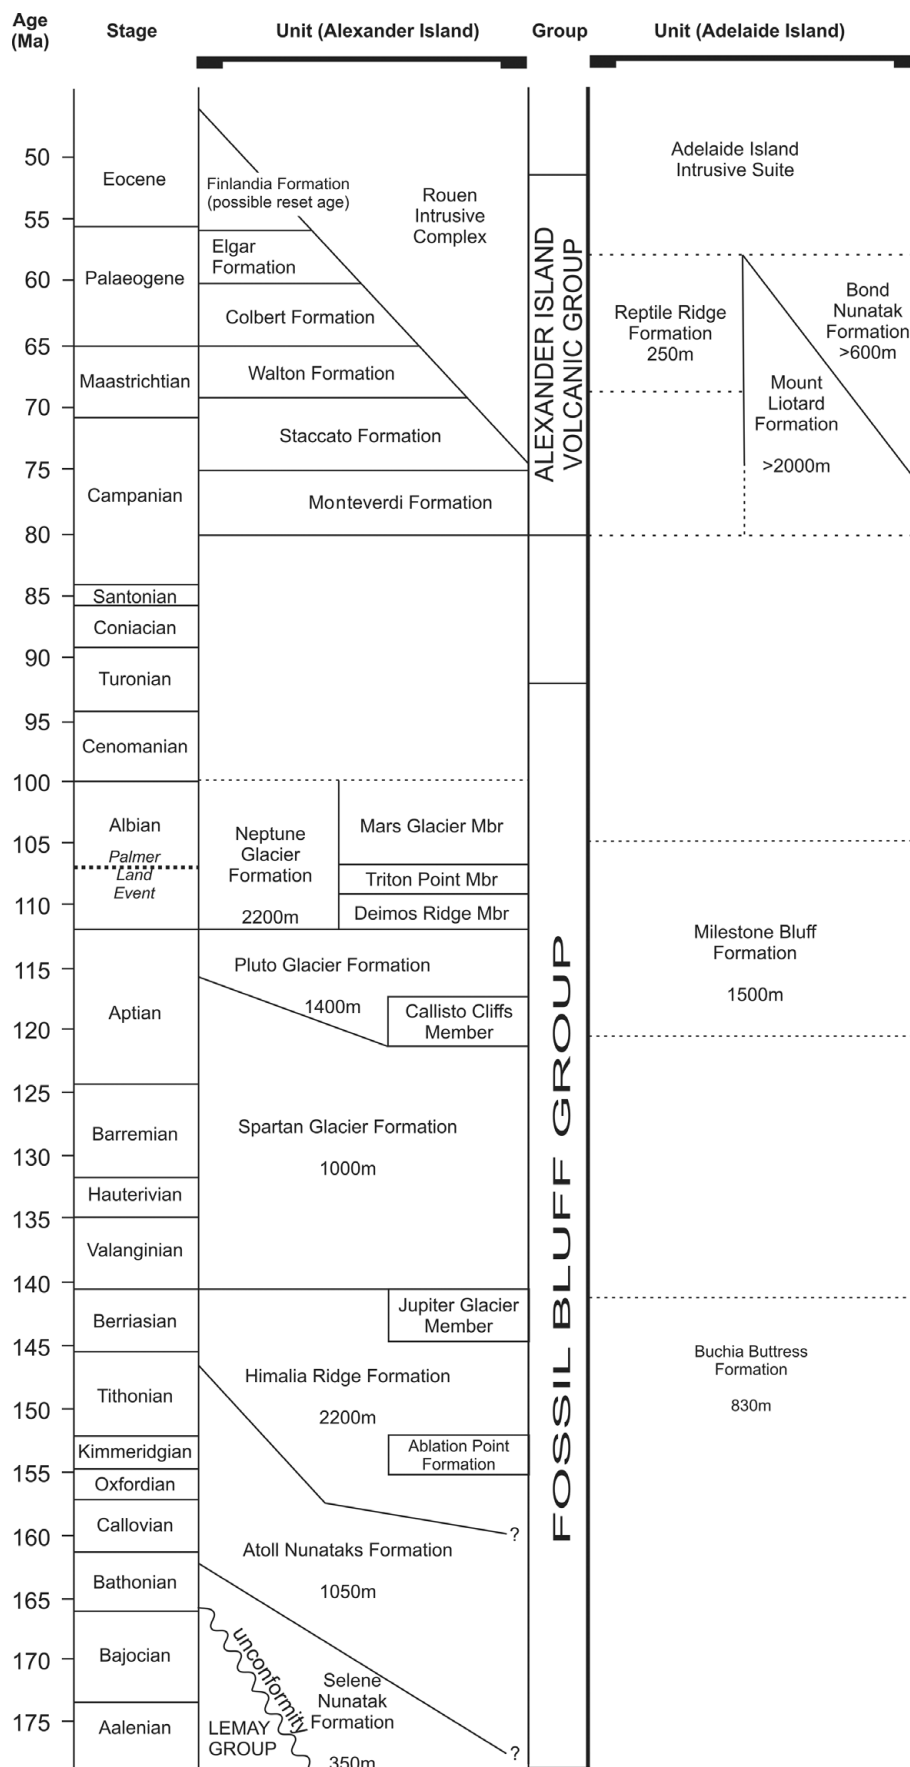 Age
(Ma)
Stage
Unit (Alexander Island)
Group
Unit (Adelaide Island)
50
55
60
65
70
75
80
85
90
95
100
105
110
115
120
125
130
135
140
145
150
155
160
165
170
175
Eocene
Palaeogene
Maastrichtian
Campanian
Santonian
Coniacian
Turonian
Cenomanian
Albian
Palmer
Land
Event
Aptian
Barremian
Hauterivian
Valanginian
Berriasian
Tithonian
Kimmeridgian
Oxfordian
Callovian
Bathonian
Bajocian
Aalenian
Finlandia Formation
(possible reset age)
Rouen
Intrusive
Complex
Elgar
Formation
Colbert Formation
Walton Formation
Staccato Formation
Monteverdi Formation
Neptune
Glacier
Formation
2200m
Mars Glacier Mbr
Triton Point Mbr
Deimos Ridge Mbr
Pluto Glacier Formation
1400m
Callisto Cliffs
Member
Spartan Glacier Formation
1000m
Jupiter Glacier
Member
Himalia Ridge Formation
2200m
Ablation Point
Formation
?
Atoll Nunataks Formation
1050m
unconformity
Selene
Nunatak
Formation
350m
LEMAY
GROUP
?
ALEXANDER ISLAND
VOLCANIC GROUP
FOSSIL BLUFF GROUP
Adelaide Island
Intrusive Suite
Reptile Ridge
Formation
250m
Bond
Nunatak
Formation
>600m
Mount
Liotard
Formation
>2000m
Milestone Bluff
Formation
1500m
Buchia Buttress
Formation
830m